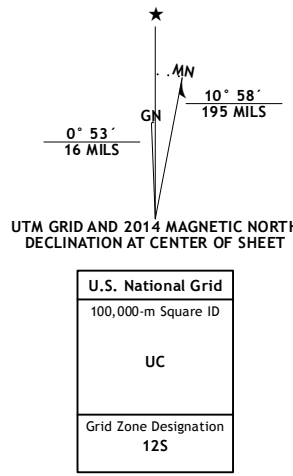 MN
GN
10° 58´
195 MILS
0° 53´
16 MILS
UTM GRID AND 2014 MAGNETIC NORTH
DECLINATION AT CENTER OF SHEET
U.S. National Grid
100,000-m Square ID
UC
Grid Zone Designation
12S